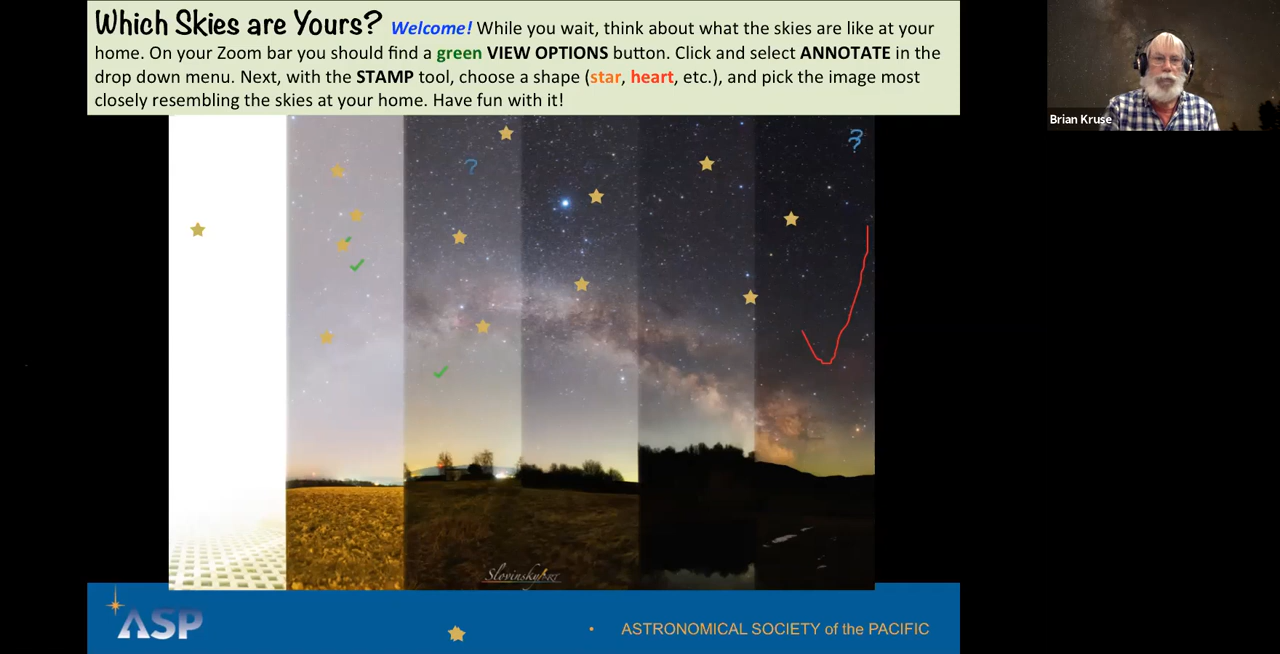 Which Skies are Yours? Welcome! While you wait, think about what the skies are like at your
home. On your Zoom bar you should find a green VIEW OPTIONS button. Click and select ANNOTATE in the
drop down menu. Next, with the STAMP tool, choose a shape (star, heart, etc.), and pick the image most
closely resembling the skies at your home. Have fun with it!
Brian Kruse
?
?
SlovinskyArt
ASP
• ASTRONOMICAL SOCIETY of the PACIFIC